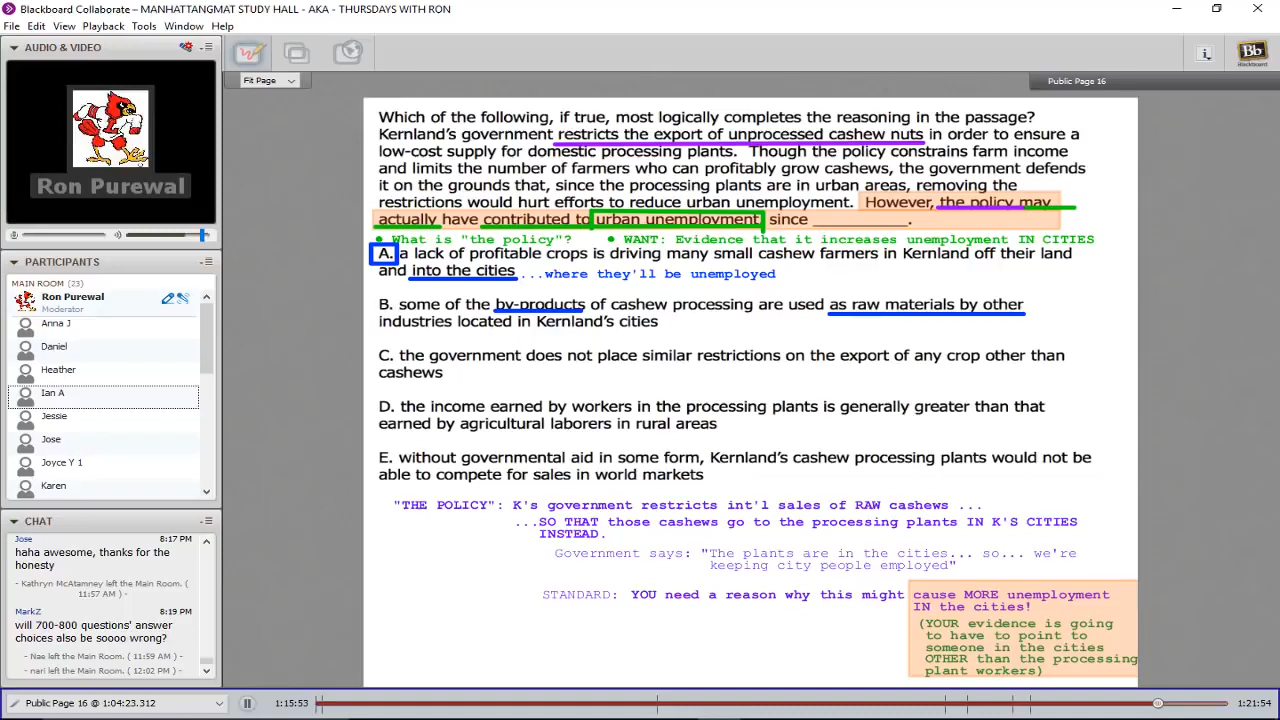 Blackboard Collaborate – MANHATTANGMAT STUDY HALL - AKA - THURSDAYS WITH RON
File Edit View Playback Tools Window Help
AUDIO & VIDEO
Ron Purewal
PARTICIPANTS
MAIN ROOM (23)
Ron Purewal
Moderator
Anna J
Daniel
Heather
Ian A
Jessie
Jose
Joyce Y 1
Karen
CHAT
Jose 8:17 PM
haha awesome, thanks for the
honesty
- Kathryn McAtamney left the Main Room. (
11:57 AM ) -
MarkZ 8:19 PM
will 700-800 questions' answer
choices also be soooo wrong?
- Nae left the Main Room. ( 11:59 AM ) -
- nari left the Main Room. ( 12:02 PM ) -
Fit Page
Public Page 16
Bb
Blackboard
Which of the following, if true, most logically completes the reasoning in the passage?
Kernland's government restricts the export of unprocessed cashew nuts in order to ensure a
low-cost supply for domestic processing plants. Though the policy constrains farm income
and limits the number of farmers who can profitably grow cashews, the government defends
it on the grounds that, since the processing plants are in urban areas, removing the
restrictions would hurt efforts to reduce urban unemployment. However, the policy may
actually have contributed to urban unemployment since __________.
• What is "the policy"? • WANT: Evidence that it increases unemployment IN CITIES
A. a lack of profitable crops is driving many small cashew farmers in Kernland off their land
and into the cities ...where they'll be unemployed
B. some of the by-products of cashew processing are used as raw materials by other
industries located in Kernland's cities
C. the government does not place similar restrictions on the export of any crop other than
cashews
D. the income earned by workers in the processing plants is generally greater than that
earned by agricultural laborers in rural areas
E. without governmental aid in some form, Kernland's cashew processing plants would not be
able to compete for sales in world markets
"THE POLICY": K's government restricts int'l sales of RAW cashews ...
...SO THAT those cashews go to the processing plants IN K'S CITIES
INSTEAD.
Government says: "The plants are in the cities... so... we're
keeping city people employed"
STANDARD: YOU need a reason why this might cause MORE unemployment
IN the cities!
(YOUR evidence is going
to have to point to
someone in the cities
OTHER than the processing
plant workers)
Public Page 16 @ 1:04:23.312
1:15:53
1:21:54